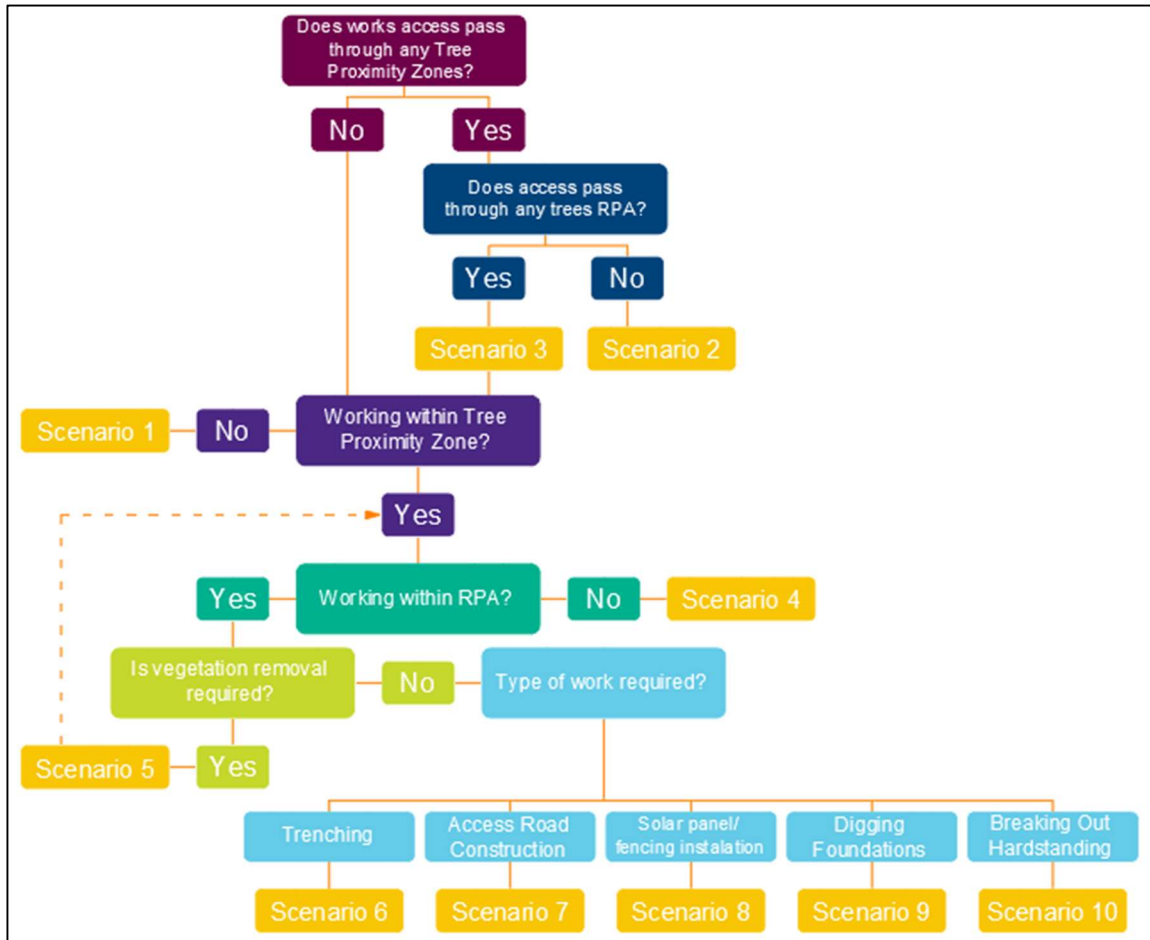 Does works access pass
through any Tree
Proximity Zones?
No
Yes
Does access pass
through any trees RPA?
Yes
No
Scenario 3
Scenario 2
Scenario 1
No
Working within Tree
Proximity Zone?
Yes
Yes
Working within RPA?
No
Scenario 4
Is vegetation removal
required?
No
Type of work required?
Scenario 5
Yes
Trenching
Access Road
Construction
Solar panel/
fencing instalation
Digging
Foundations
Breaking Out
Hardstanding
Scenario 6
Scenario 7
Scenario 8
Scenario 9
Scenario 10